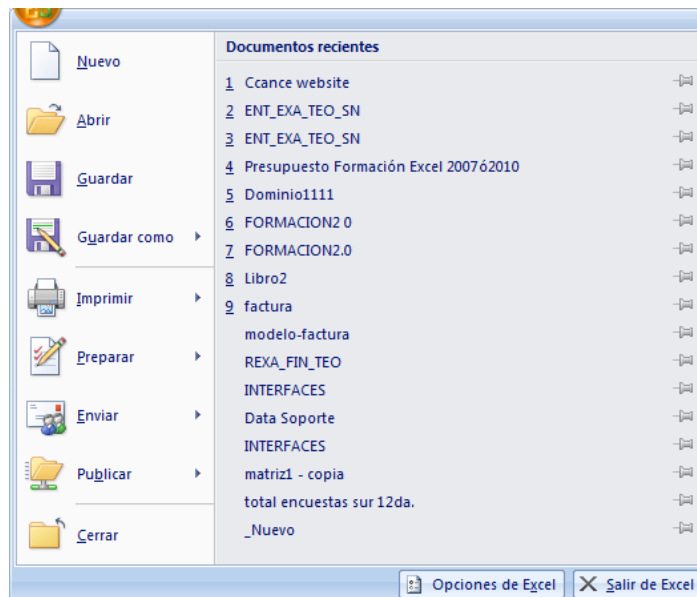 Nuevo
Abrir
Guardar
Guardar como
Imprimir
Preparar
Enviar
Publicar
Cerrar
Documentos recientes
1 Ccance website
2 ENT_EXA_TEO_SN
3 ENT_EXA_TEO_SN
4 Presupuesto Formación Excel 2007ó2010
5 Dominio1111
6 FORMACION2 0
7 FORMACION2.0
8 Libro2
9 factura
modelo-factura
REXA_FIN_TEO
INTERFACES
Data Soporte
INTERFACES
matriz1 - copia
total encuestas sur 12da.
_Nuevo
Opciones de Excel
Salir de Excel